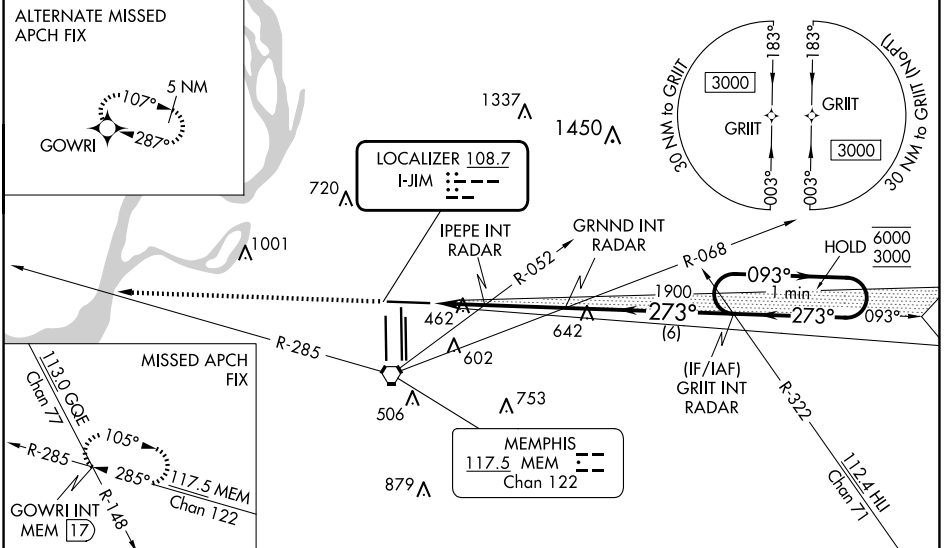 ALTERNATE MISSED
APCH FIX
5 NM
107°
287°
GOWRI
1337
1450
720
1001
LOCALIZER 108.7
I-JIM
30 NM to GRIIT
183°
183°
3000
GRIIT
GRIIT
3000
003°
003°
30 NM to GRIIT (NoPT)
IPEPE INT
RADAR
GRNND INT
RADAR
R-052
R-068
HOLD
6000
3000
093°
1 min
1900
273°
273°
093°
(6)
462
642
602
R-285
(IF/IAF)
GRIIT INT
RADAR
R-322
112.4 HLI
Chan 71
506
753
879
MEMPHIS
117.5 MEM
Chan 122
MISSED APCH
FIX
113.0 GQE
Chan 77
105°
R-285
285°
117.5 MEM
Chan 122
R-148
GOWRI INT
MEM 17